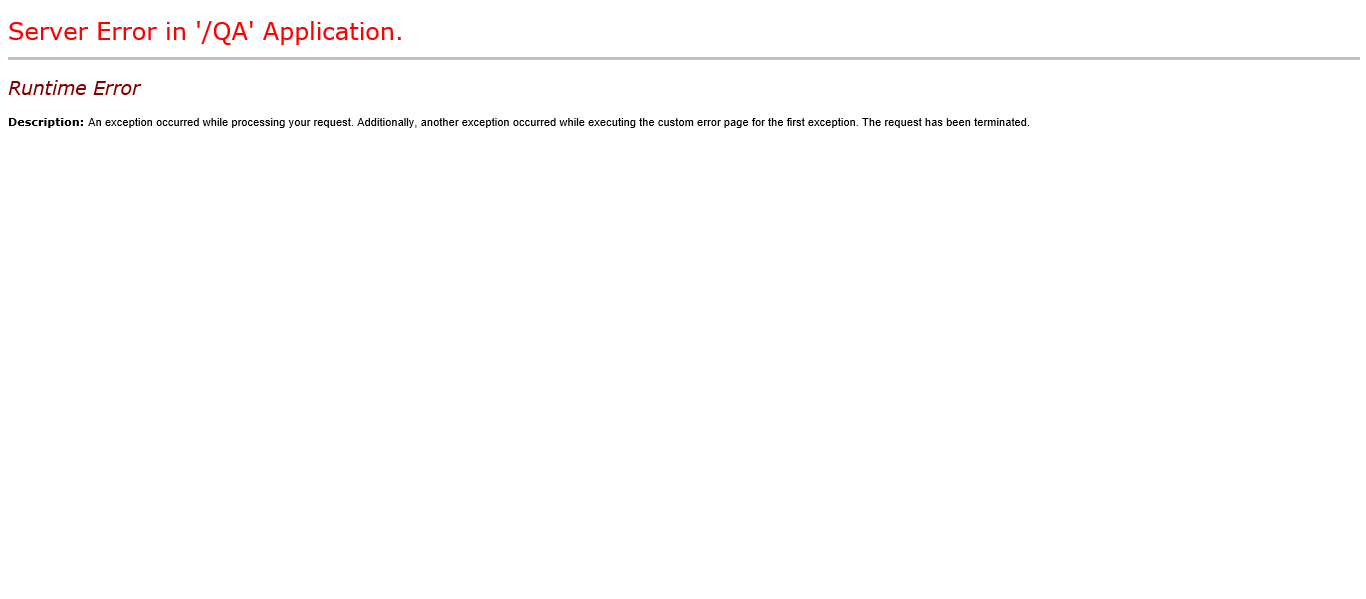 Server Error in '/QA' Application.
Runtime Error
Description: An exception occurred while processing your request. Additionally, another exception occurred while executing the custom error page for the first exception. The request has been terminated.